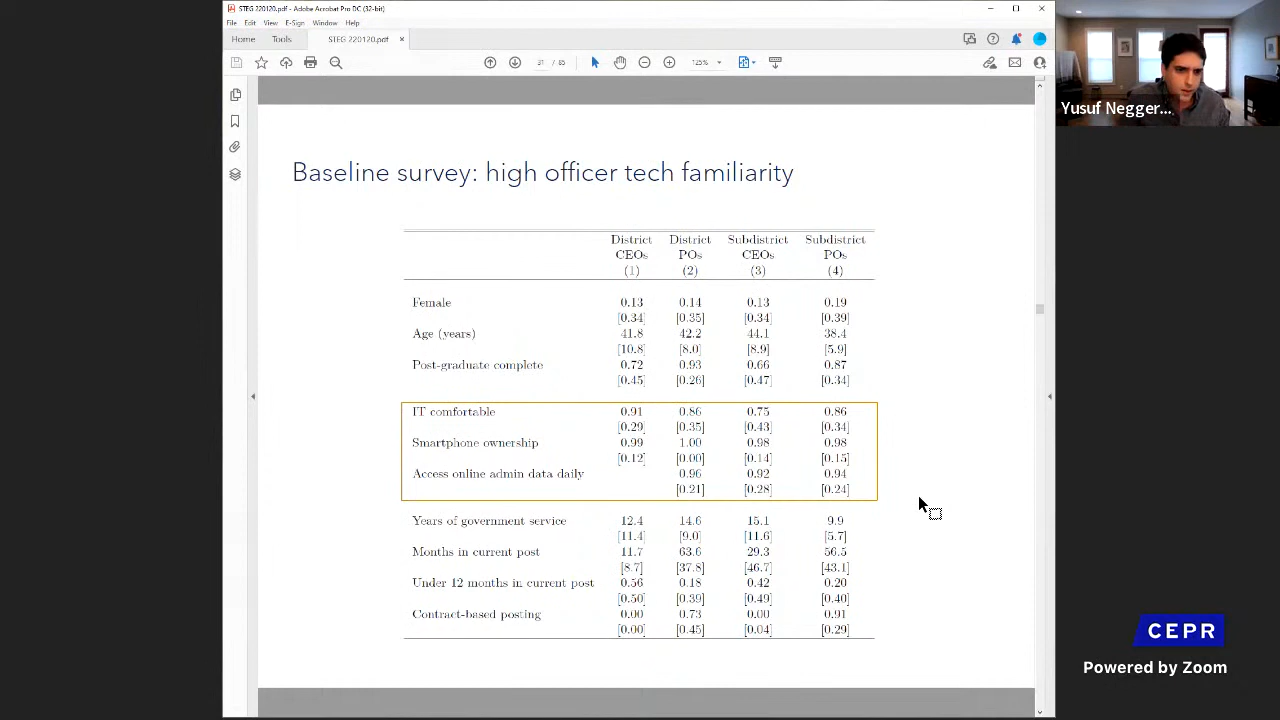 STEG 220120.pdf - Adobe Acrobat Pro DC (32-bit)
File Edit View E-Sign Window Help
Home Tools STEG 220120.pdf ×
31 / 85 125%
Yusuf Negger...
Baseline survey: high officer tech familiarity
District District Subdistrict Subdistrict
CEOs POs CEOs POs
(1) (2) (3) (4)
Female 0.13 0.14 0.13 0.19
[0.34] [0.35] [0.34] [0.39]
Age (years) 41.8 42.2 44.1 38.4
[10.8] [8.0] [8.9] [5.9]
Post-graduate complete 0.72 0.93 0.66 0.87
[0.45] [0.26] [0.47] [0.34]
IT comfortable 0.91 0.86 0.75 0.86
[0.29] [0.35] [0.43] [0.34]
Smartphone ownership 0.99 1.00 0.98 0.98
[0.12] [0.00] [0.14] [0.15]
Access online admin data daily 0.96 0.92 0.94
[0.21] [0.28] [0.24]
Years of government service 12.4 14.6 15.1 9.9
[11.4] [9.0] [11.6] [5.7]
Months in current post 11.7 63.6 29.3 56.5
[8.7] [37.8] [46.7] [43.1]
Under 12 months in current post 0.56 0.18 0.42 0.20
[0.50] [0.39] [0.49] [0.40]
Contract-based posting 0.00 0.73 0.00 0.91
[0.00] [0.45] [0.04] [0.29]
CEPR
Powered by Zoom